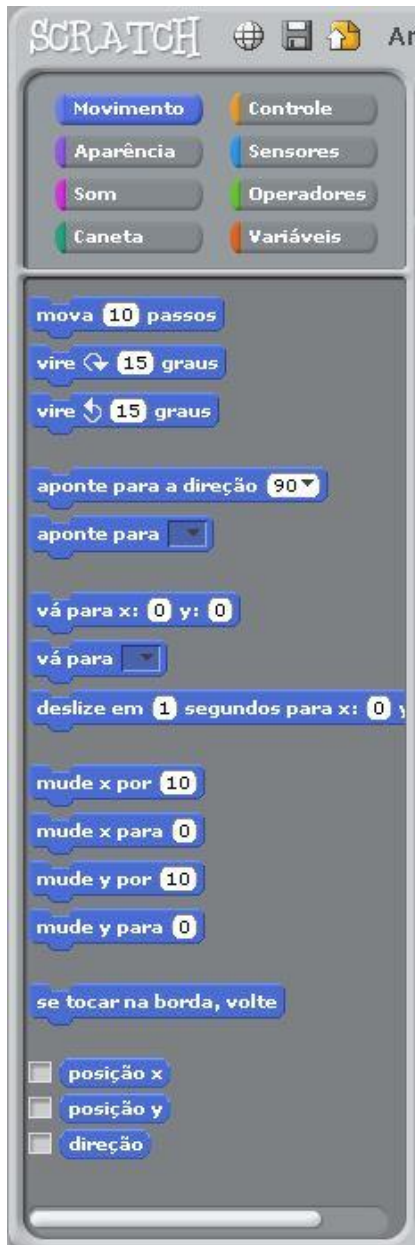 SCRATCH Ar
Movimento Controle
Aparência Sensores
Som Operadores
Caneta Variáveis
mova 10 passos
vire 15 graus
vire 15 graus
aponte para a direção 90
aponte para
vá para x: 0 y: 0
vá para
deslize em 1 segundos para x: 0 y
mude x por 10
mude x para 0
mude y por 10
mude y para 0
se tocar na borda, volte
posição x
posição y
direção